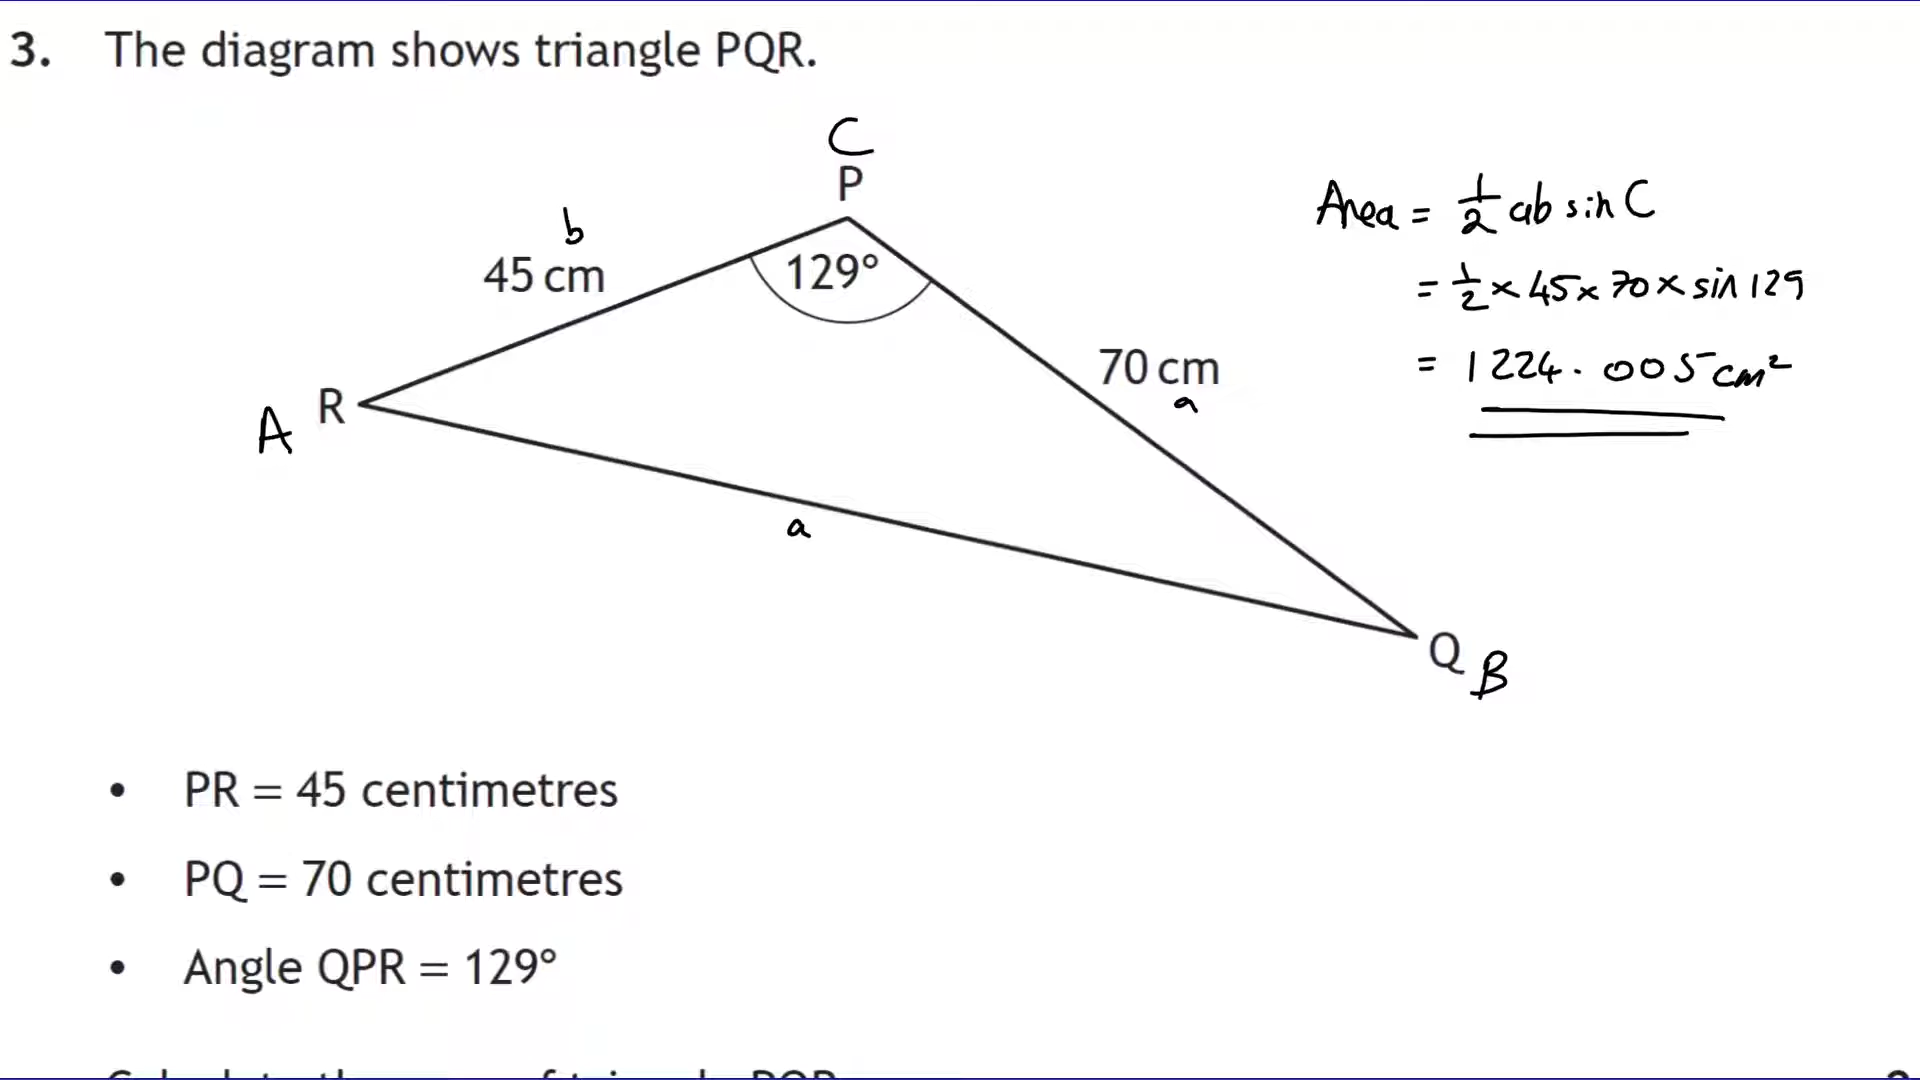 3. The diagram shows triangle PQR.
C
P
b
45 cm
129°
70 cm
a
A R
a
Q B
Area = 1/2 ab sin C
= 1/2 × 45 × 70 × sin 129
= 1224.005 cm²
• PR = 45 centimetres
• PQ = 70 centimetres
• Angle QPR = 129°